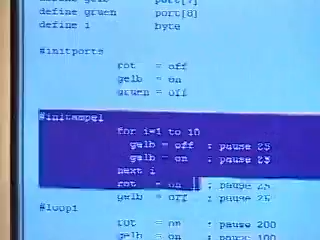 define gelb port[7]
define gruen port[8]
define i byte
#initports
rot = off
gelb = on
gruen = off
#initampel
for i=1 to 10
gelb = off : pause 25
gelb = on : pause 25
next i
rot = on : pause 25
gelb = off : pause 25
#loop1
rot = on : pause 200
gelb = on : pause 100